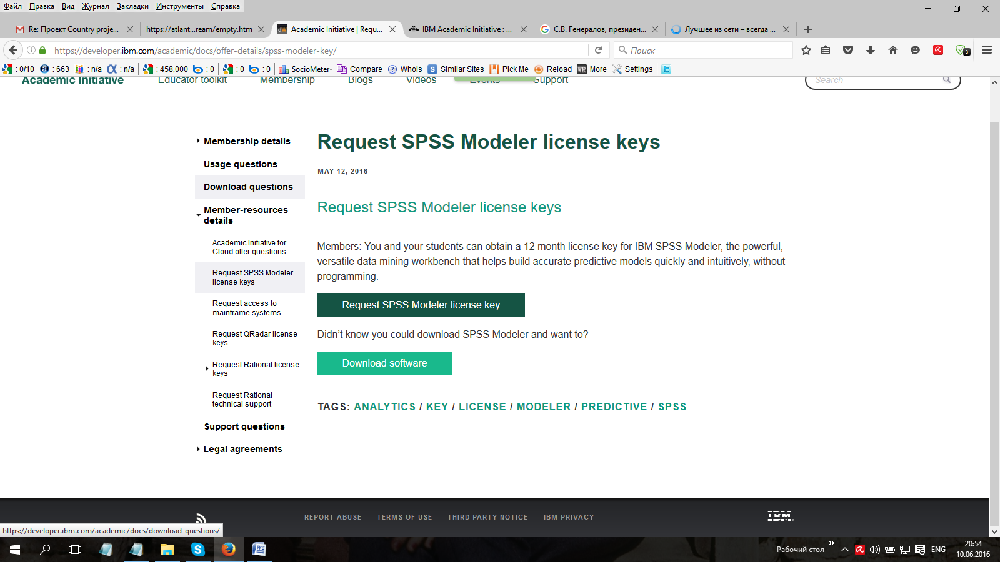 Файл Правка Вид Журнал Закладки Инструменты Справка
Re: Проект Country proje...
https://atlant...ream/empty.htm
dW Academic Initiative | Requ...
IBM Academic Initiative : ...
С.В. Генералов, президен...
Лучшее из сети – всегда ...
https://developer.ibm.com/academic/docs/offer-details/spss-modeler-key/
Поиск
3
: 0/10 : 663 : n/a : n/a : 458,000 : 0 : 0 : 0 SocioMeter Compare Whois Similar Sites Pick Me Reload More Settings
Academic Initiative Educator toolkit Membership Blogs Videos Events Support
Search
Membership details
Usage questions
Download questions
Member-resources
details
Academic Initiative for
Cloud offer questions
Request SPSS Modeler
license keys
Request access to
mainframe systems
Request QRadar license
keys
Request Rational license
keys
Request Rational
technical support
Support questions
Legal agreements
Request SPSS Modeler license keys
MAY 12, 2016
Request SPSS Modeler license keys
Members: You and your students can obtain a 12 month license key for IBM SPSS Modeler, the powerful,
versatile data mining workbench that helps build accurate predictive models quickly and intuitively, without
programming.
Request SPSS Modeler license key
Didn’t know you could download SPSS Modeler and want to?
Download software
TAGS: ANALYTICS / KEY / LICENSE / MODELER / PREDICTIVE / SPSS
REPORT ABUSE TERMS OF USE THIRD PARTY NOTICE IBM PRIVACY
IBM
https://developer.ibm.com/academic/docs/download-questions/
Рабочий стол
ENG
20:54
10.06.2016